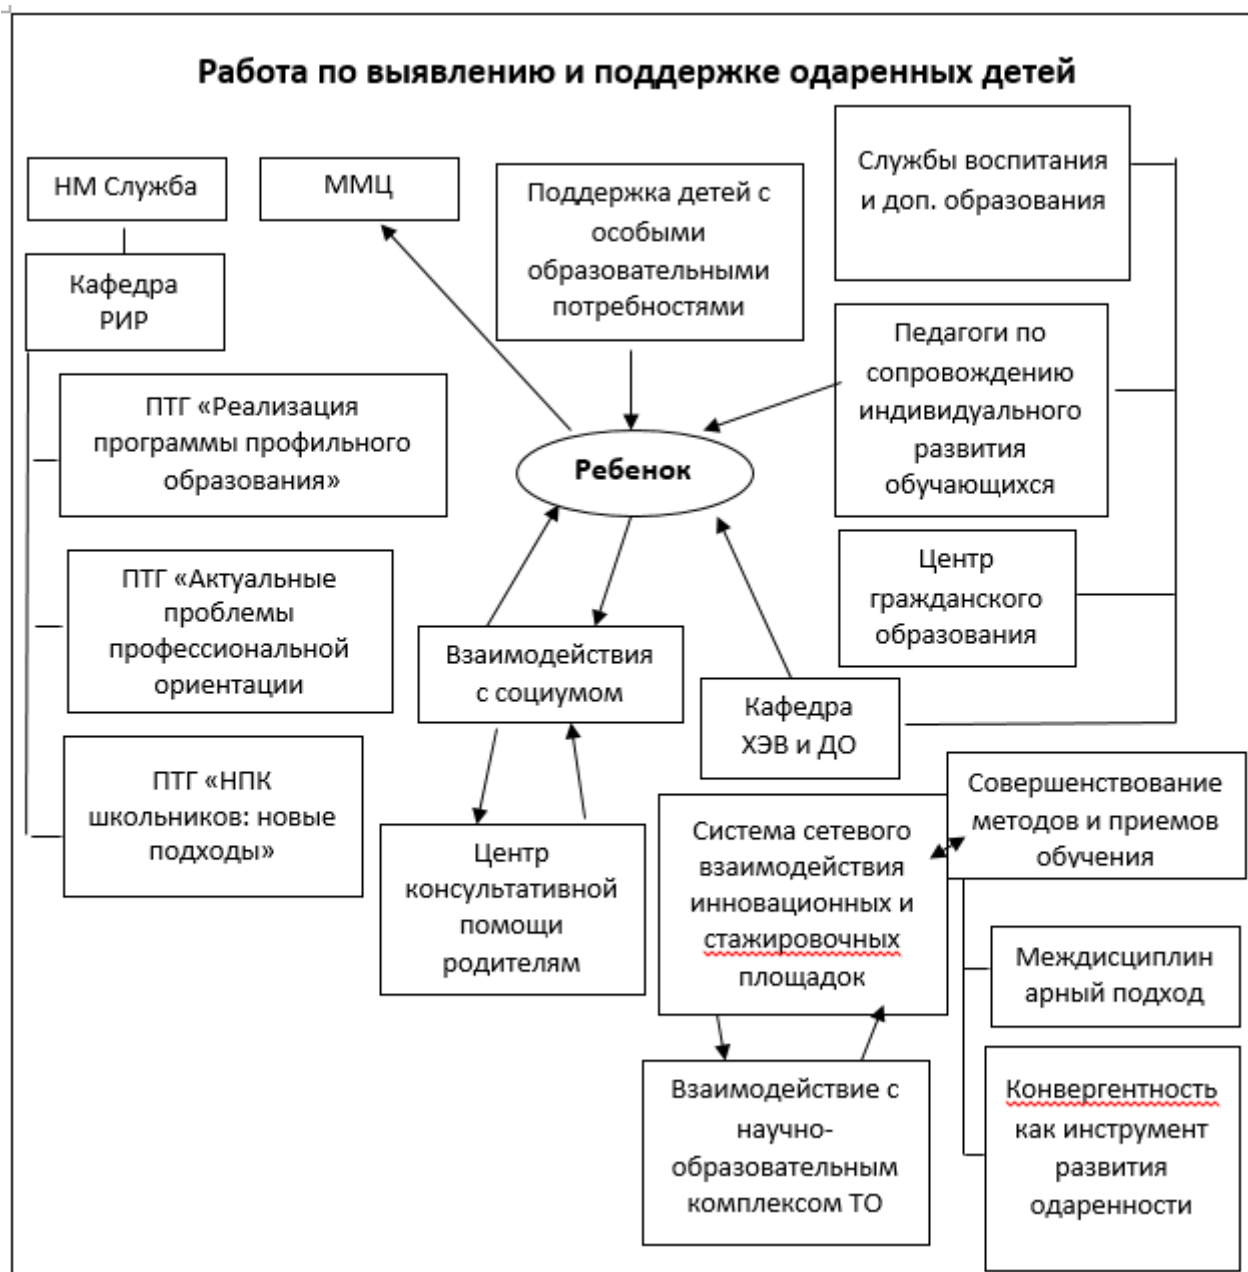 Работа по выявлению и поддержке одаренных детей
НМ Служба
ММЦ
Поддержка детей с
особыми
образовательными
потребностями
Службы воспитания
и доп. образования
Кафедра
РИР
Педагоги по
сопровождению
индивидуального
развития
обучающихся
ПТГ «Реализация
программы профильного
образования»
Ребенок
ПТГ «Актуальные
проблемы
профессиональной
ориентации
Центр
гражданского
образования
Взаимодействия
с социумом
Кафедра
ХЭВ и ДО
ПТГ «НПК
школьников: новые
подходы»
Центр
консультативной
помощи
родителям
Система сетевого
взаимодействия
инновационных и
стажировочных
площадок
Совершенствование
методов и приемов
обучения
Междисциплин
арный подход
Взаимодействие с
научно-
образовательным
комплексом ТО
Конвергентность
как инструмент
развития
одаренности